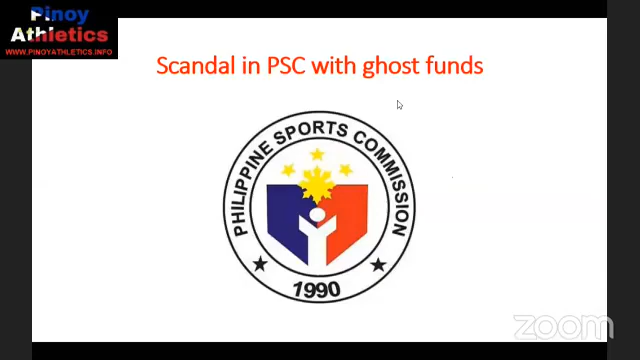 Pinoy
Athletics
WWW.PINOYATHLETICS.INFO
Scandal in PSC with ghost funds
PHILIPPINE SPORTS COMMISSION
1990
zoom